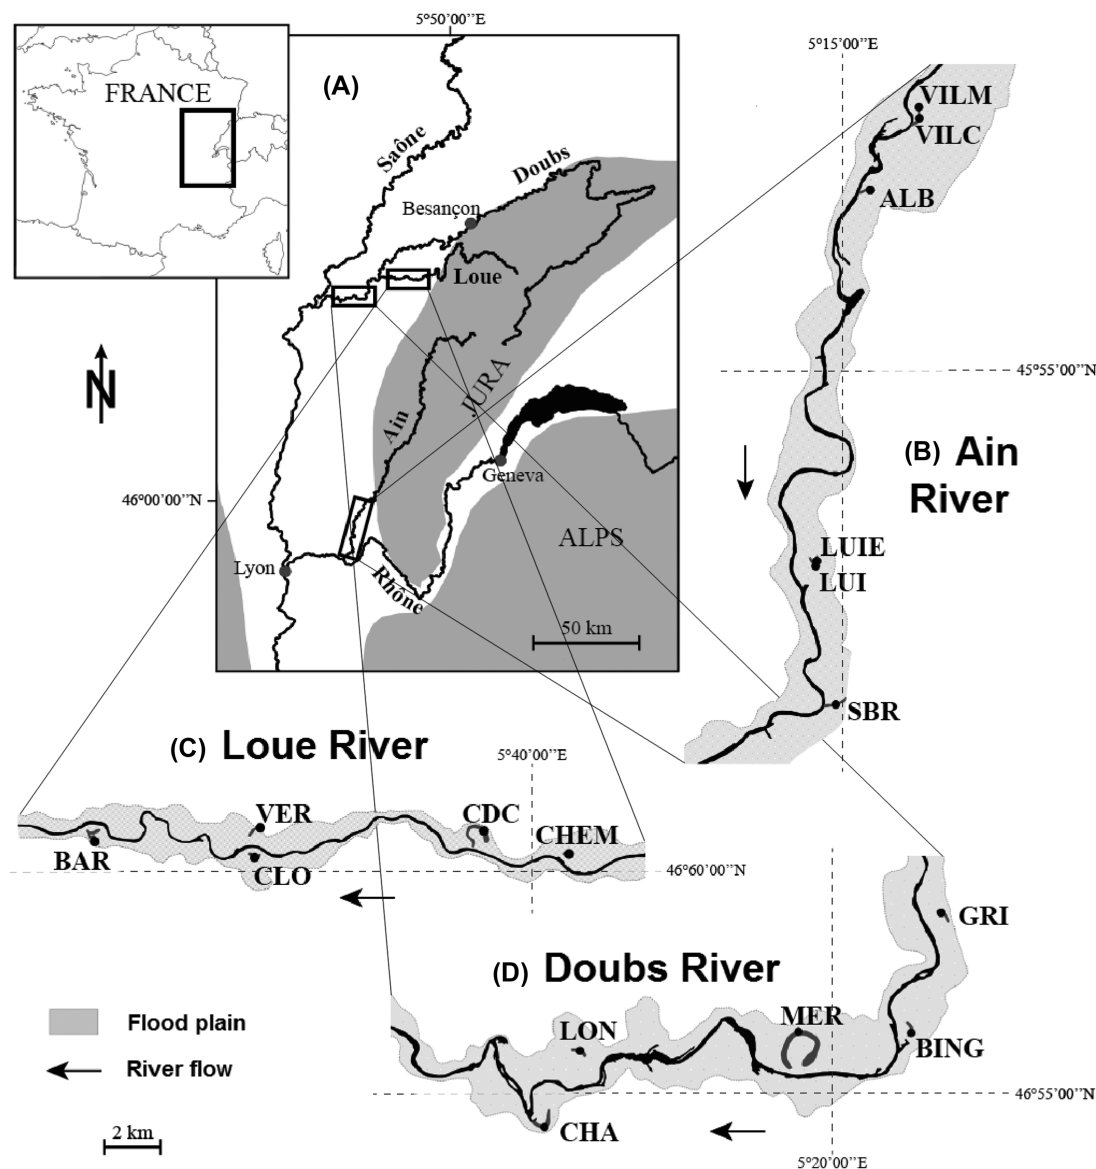 5°50’00’’E
FRANCE
(A)
Saône
Doubs
Besançon
Loue
JURA
Ain
Geneva
46°00’00’’N
ALPS
Lyon
Rhône
50 km
N
5°15’00’’E
VILM
VILC
ALB
45°55’00’’N
(B) Ain
River
LUIE
LUI
SBR
(C) Loue River
5°40’00’’E
VER
CDC
CHEM
BAR
CLO
46°60’00’’N
GRI
(D) Doubs River
MER
LON
BING
46°55’00’’N
CHA
5°20’00’’E
Flood plain
River flow
2 km